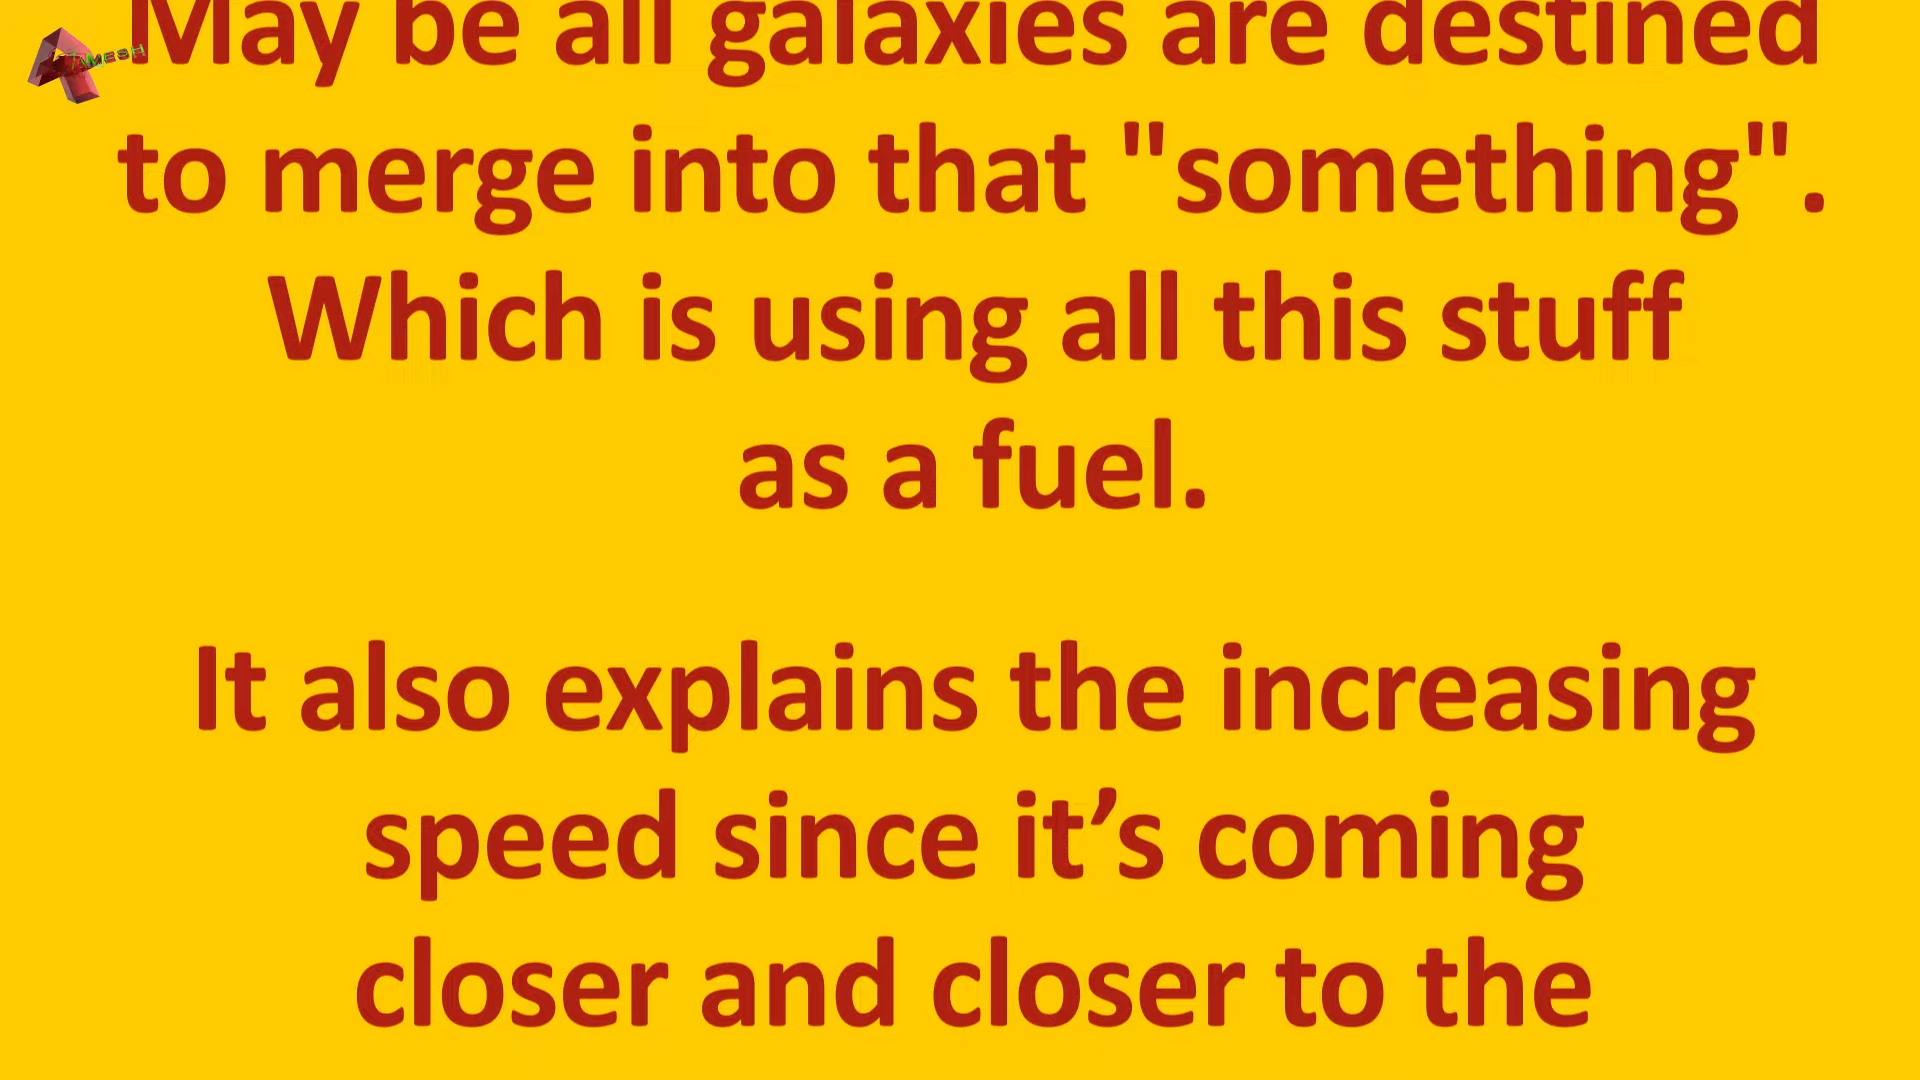 May be all galaxies are destined
to merge into that "something".
Which is using all this stuff
as a fuel.
It also explains the increasing
speed since it’s coming
closer and closer to the